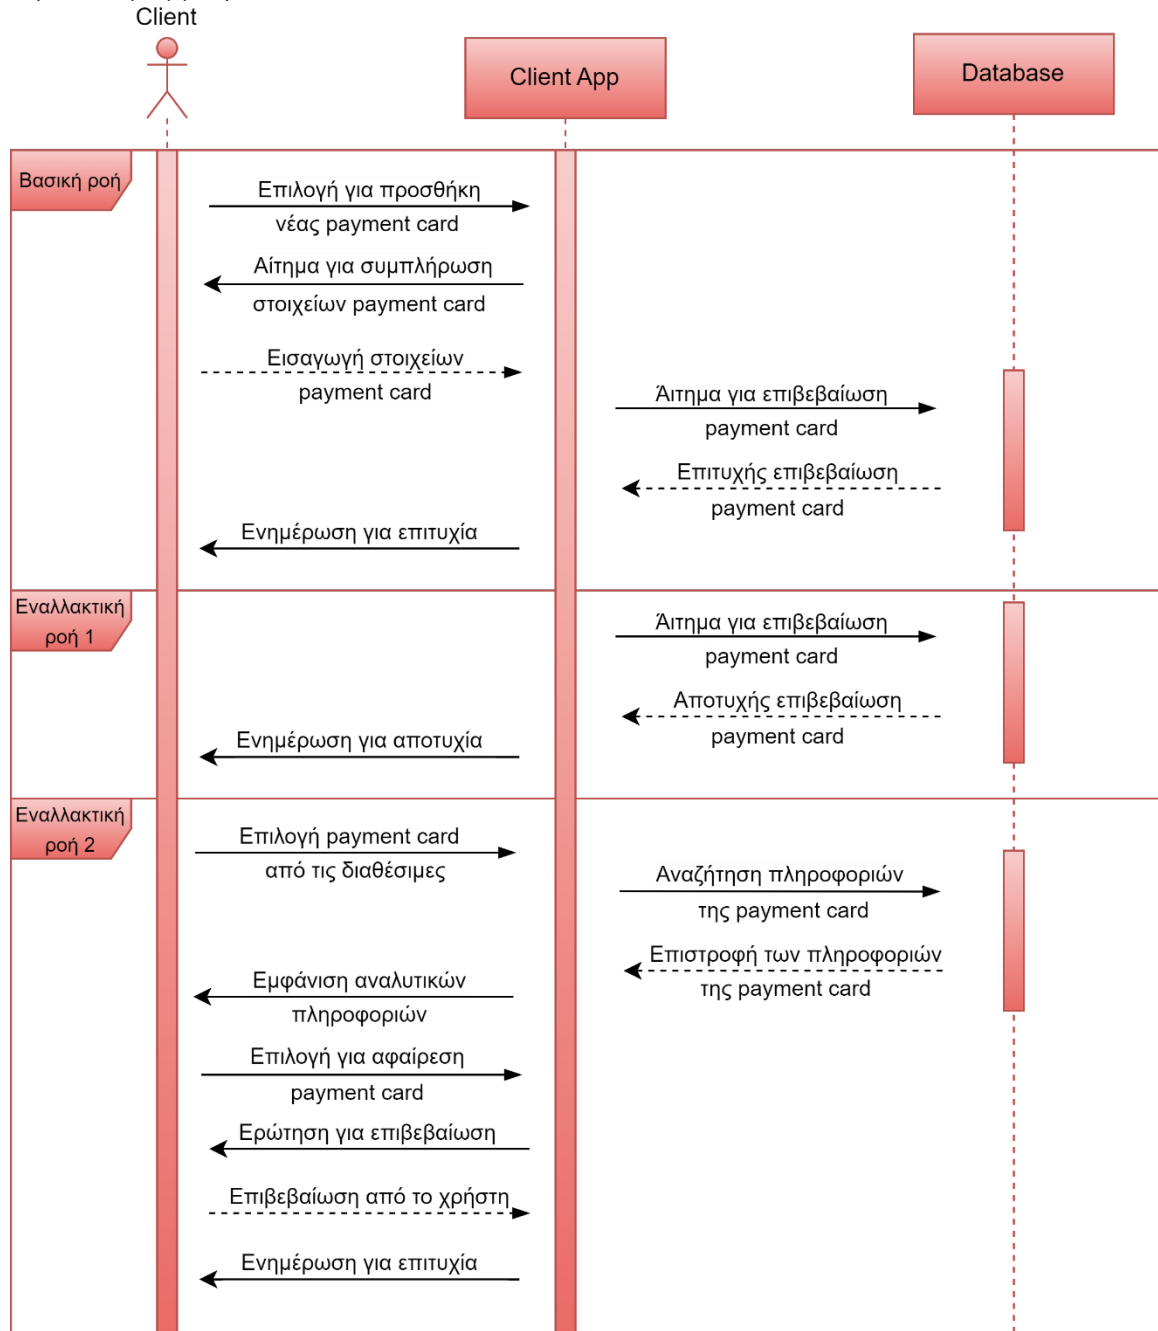 Client
Client App
Database
Βασική ροή
Επιλογή για προσθήκη
νέας payment card
Αίτημα για συμπλήρωση
στοιχείων payment card
Εισαγωγή στοιχείων
payment card
Άιτημα για επιβεβαίωση
payment card
Επιτυχής επιβεβαίωση
payment card
Ενημέρωση για επιτυχία
Εναλλακτική
ροή 1
Άιτημα για επιβεβαίωση
payment card
Αποτυχής επιβεβαίωση
payment card
Ενημέρωση για αποτυχία
Εναλλακτική
ροή 2
Επιλογή payment card
από τις διαθέσιμες
Αναζήτηση πληροφοριών
της payment card
Επιστροφή των πληροφοριών
της payment card
Εμφάνιση αναλυτικών
πληροφοριών
Επιλογή για αφαίρεση
payment card
Ερώτηση για επιβεβαίωση
Επιβεβαίωση από το χρήστη
Ενημέρωση για επιτυχία